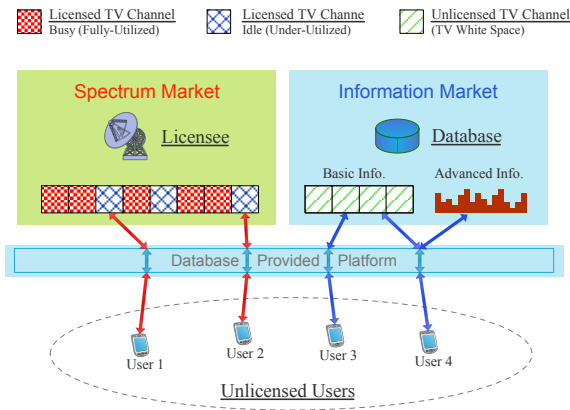 Licensed TV Channel
Busy (Fully-Utilized)
Licensed TV Channe
Idle (Under-Utilized)
Unlicensed TV Channel
(TV White Space)
Spectrum Market
Information Market
Licensee
Database
Basic Info.
Advanced Info.
Database Provided Platform
User 1
User 2
User 3
User 4
Unlicensed Users